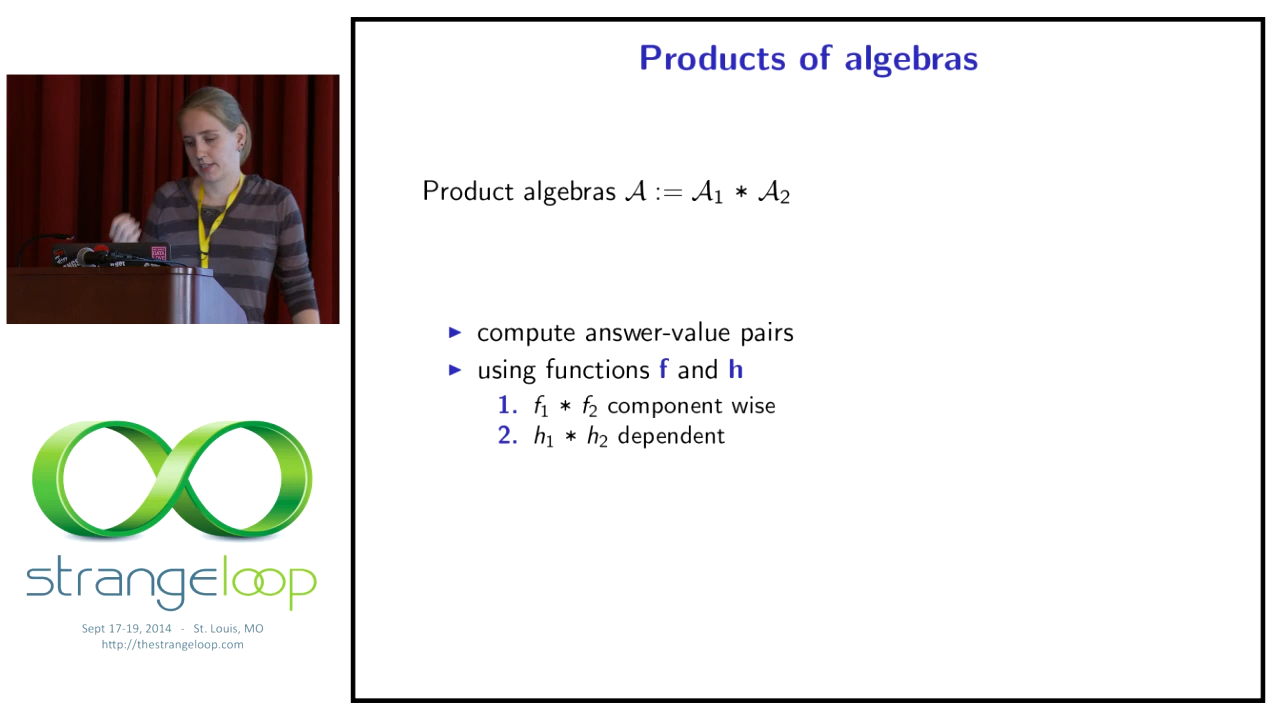 Products of algebras
Product algebras 𝒜 := 𝒜₁ * 𝒜₂
▶ compute answer-value pairs
▶ using functions f and h
1. f₁ * f₂ component wise
2. h₁ * h₂ dependent
strangeloop
Sept 17-19, 2014 - St. Louis, MO
http://thestrangeloop.com